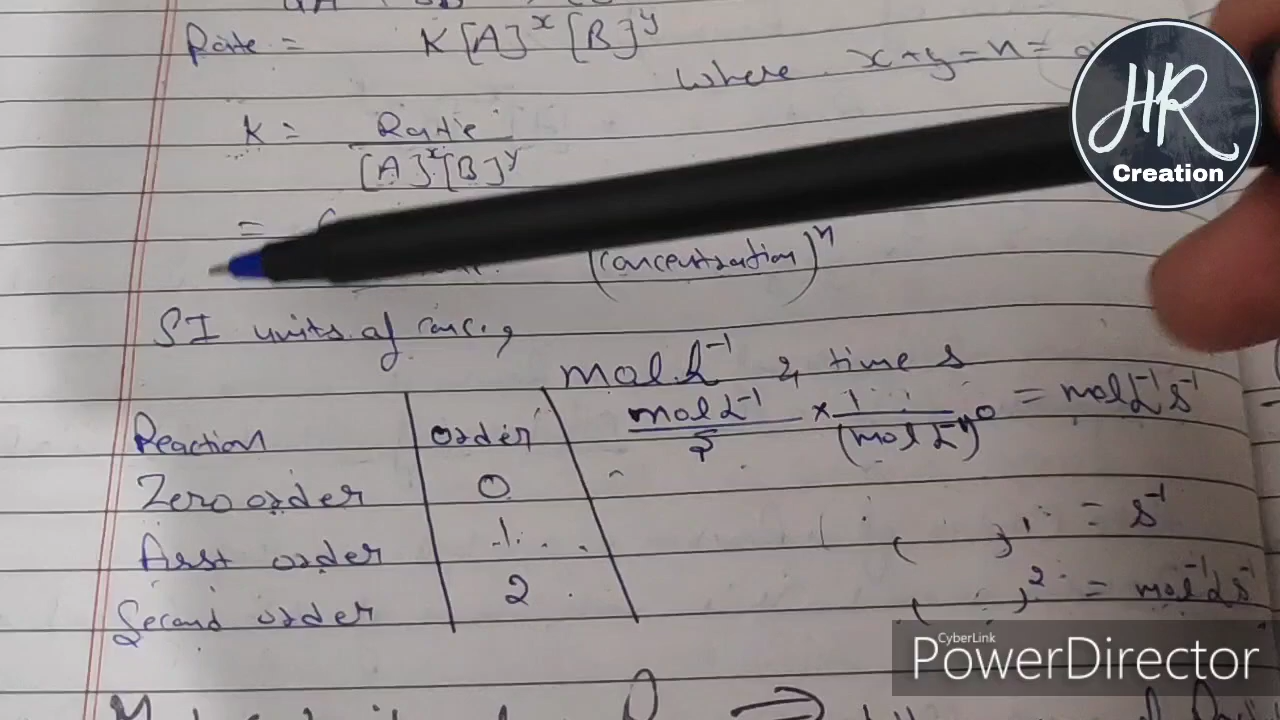 Rate = K[A]^x [B]^y
where x+y = n =
K = Rate / [A]^x [B]^y
=
(concentration)^n
SI units of conc.,
mol L⁻¹ & time s
Reaction order mol L⁻¹ / s × 1 / (mol L⁻¹)⁰ = mol L⁻¹ s⁻¹
Zero order 0
First order 1 ( )¹ = s⁻¹
Second order 2 ( )² = mol⁻¹ L s⁻¹
HR
Creation
CyberLink
PowerDirector